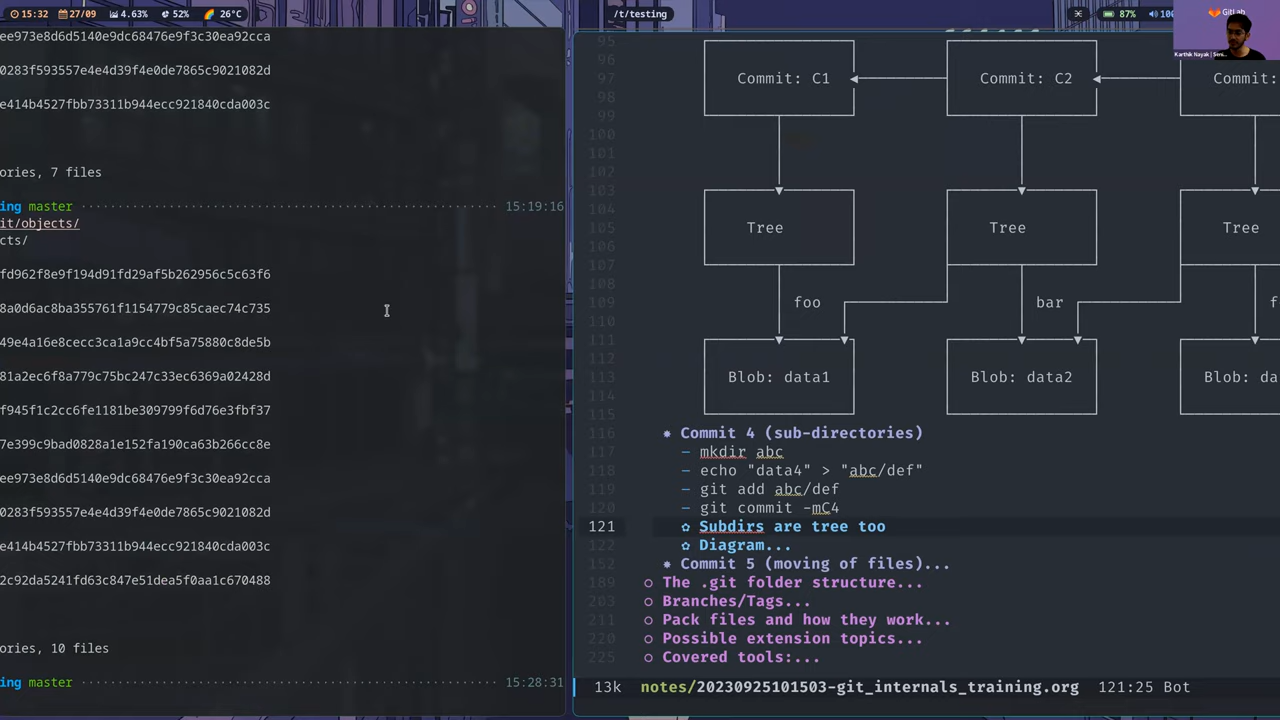 15:32 27/09 4.63% 52% 26°C
/t/testing
87% 100
GitLab
Karthik Nayak | Seni...
ee973e8d6d5140e9dc68476e9f3c30ea92cca
0283f593557e4e4d39f4e0de7865c9021082d
e414b4527fbb73311b944ecc921840cda003c
ories, 7 files
ing master 15:19:16
it/objects/
cts/
fd962f8e9f194d91fd29af5b262956c5c63f6
8a0d6ac8ba355761f1154779c85caec74c735
49e4a16e8cecc3ca1a9cc4bf5a75880c8de5b
81a2ec6f8a779c75bc247c33ec6369a02428d
f945f1c2cc6fe1181be309799f6d76e3fbf37
7e399c9bad0828a1e152fa190ca63b266cc8e
ee973e8d6d5140e9dc68476e9f3c30ea92cca
0283f593557e4e4d39f4e0de7865c9021082d
e414b4527fbb73311b944ecc921840cda003c
2c92da5241fd63c847e51dea5f0aa1c670488
ories, 10 files
ing master 15:28:31
95
96
97 Commit: C1 Commit: C2 Commit:
98
99
100
101
102
103
104
105 Tree Tree Tree
106
107
108
109 foo bar f
110
111
112
113 Blob: data1 Blob: data2 Blob: da
114
115
116 Commit 4 (sub-directories)
117 – mkdir abc
118 – echo "data4" > "abc/def"
119 – git add abc/def
120 – git commit -mC4
121 Subdirs are tree too
122 Diagram...
152 Commit 5 (moving of files)...
189 The .git folder structure...
203 Branches/Tags...
211 Pack files and how they work...
220 Possible extension topics...
225 Covered tools:...
13k notes/20230925101503-git_internals_training.org 121:25 Bot